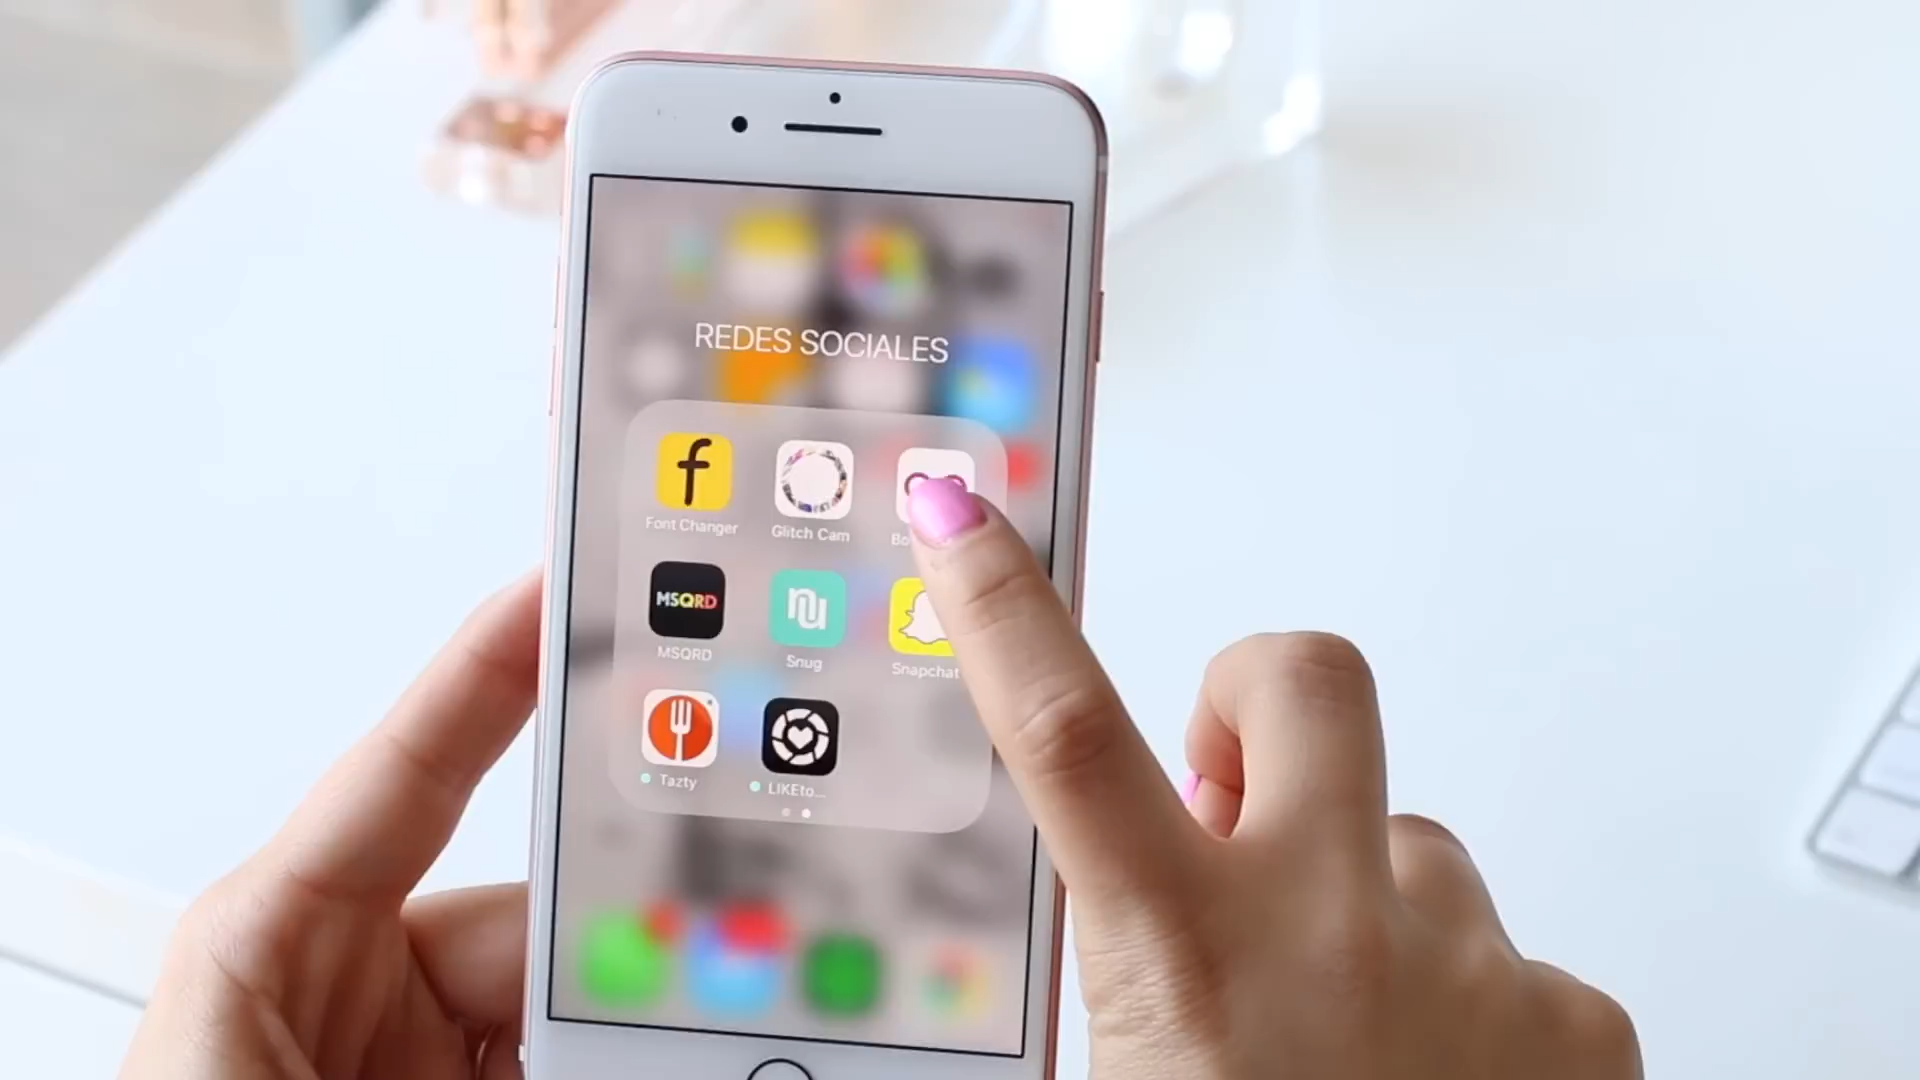 REDES SOCIALES
f
Font Changer
Glitch Cam
MSQRD
MSQRD
Snug
Snapchat
Tazty
LIKEto...